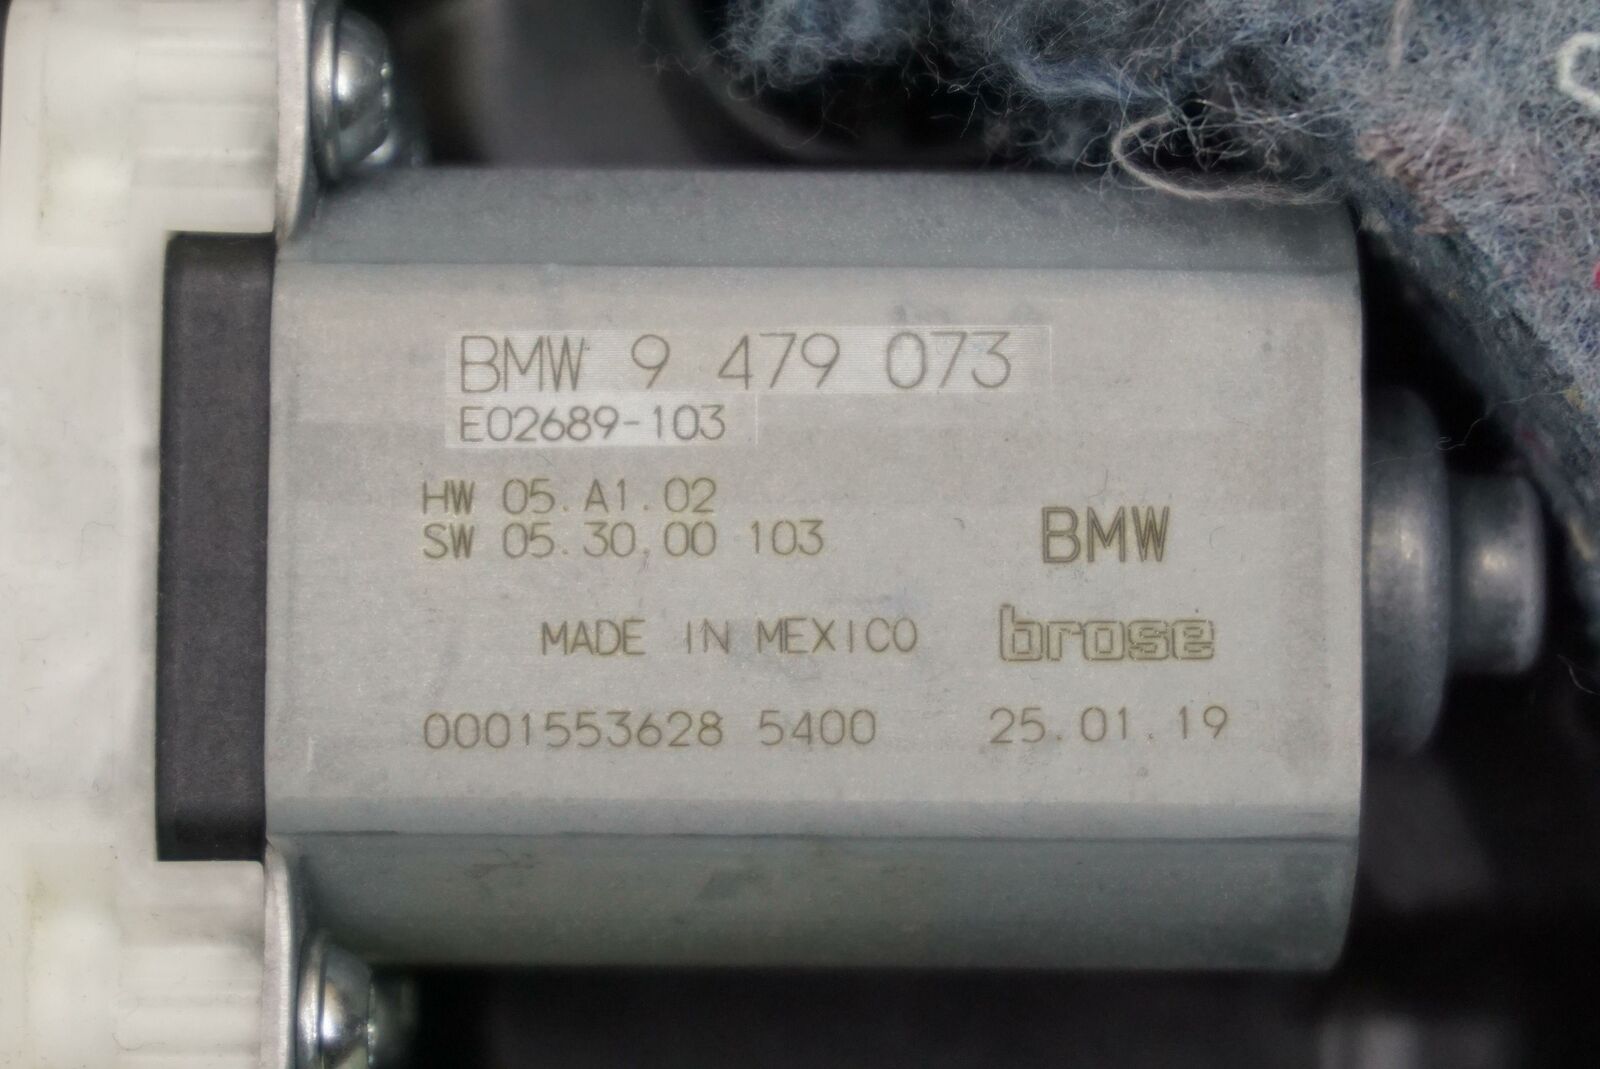 BMW 9 479 073
E02689-103
HW 05.A1.02
SW 05.30.00 103
BMW
MADE IN MEXICO
brose
0001553628 5400
25.01.19